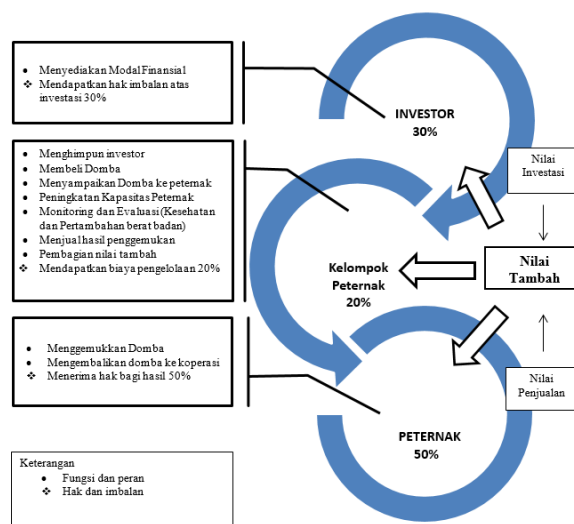 • Menyediakan Modal Finansial
❖ Mendapatkan hak imbalan atas
investasi 30%
INVESTOR
30%
• Menghimpun investor
• Membeli Domba
• Menyampaikan Domba ke peternak
• Peningkatan Kapasitas Peternak
• Monitoring dan Evaluasi (Kesehatan
dan Pertambahan berat badan)
• Menjual hasil penggemukan
• Pembagian nilai tambah
❖ Mendapatkan biaya pengelolaan 20%
Kelompok
Peternak
20%
Nilai
Investasi
Nilai
Tambah
Nilai
Penjualan
• Menggemukkan Domba
• Mengembalikan domba ke koperasi
❖ Menerima hak bagi hasil 50%
PETERNAK
50%
Keterangan
• Fungsi dan peran
❖ Hak dan imbalan